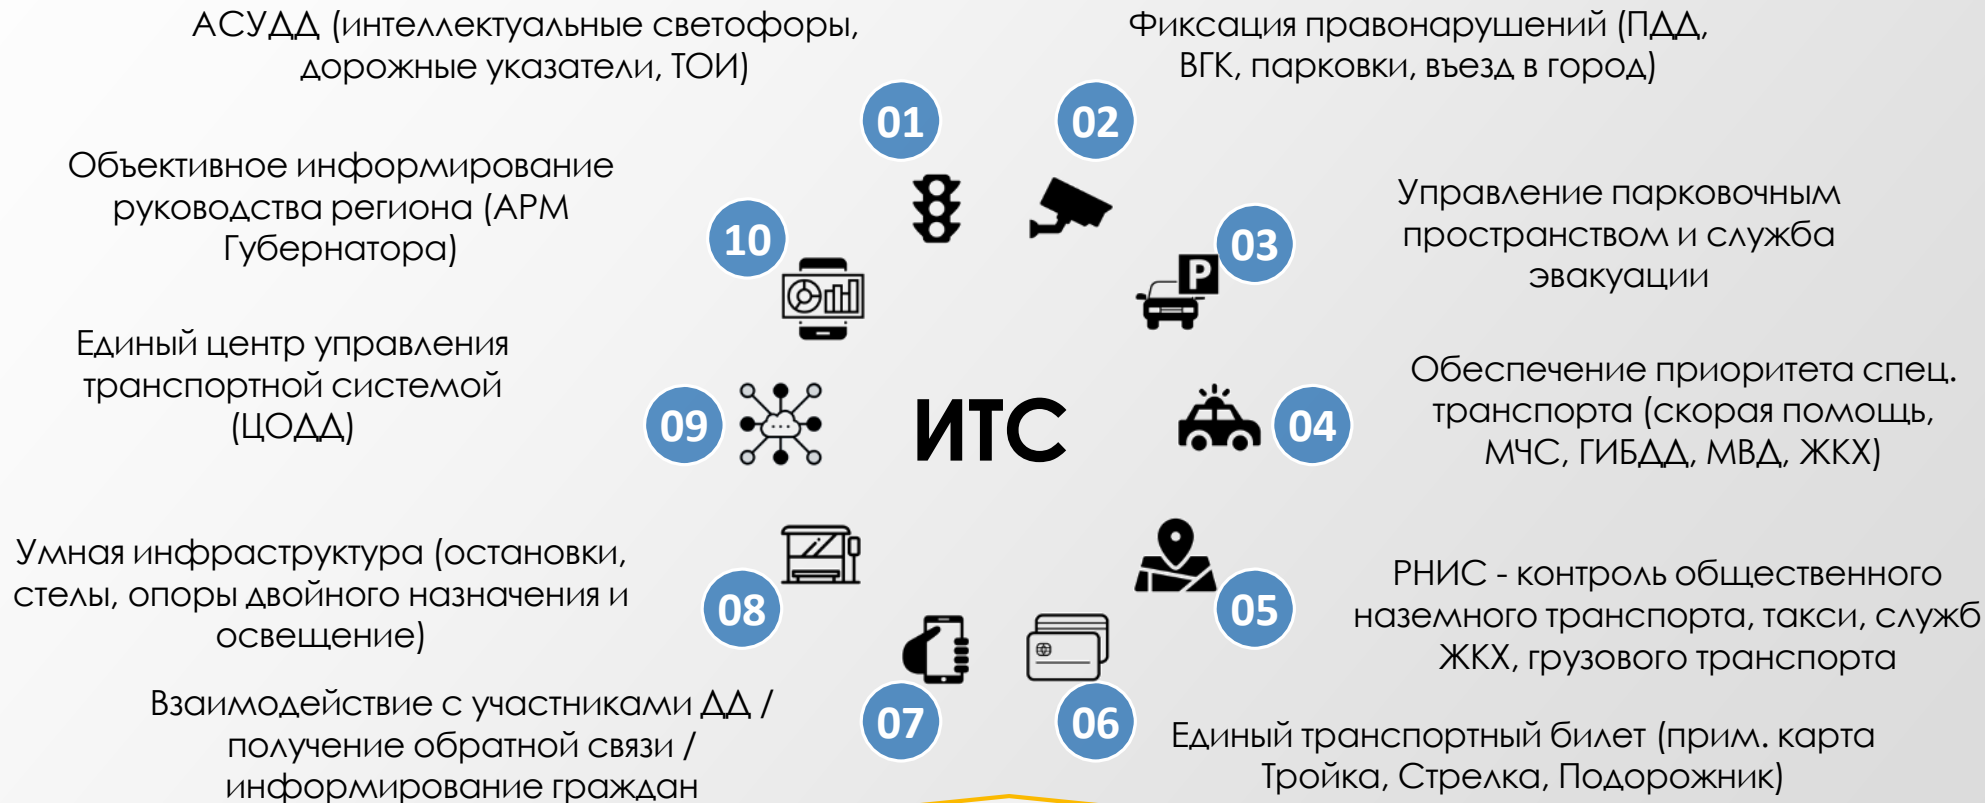 АСУДД (интеллектуальные светофоры,
дорожные указатели, ТОИ)
01
Фиксация правонарушений (ПДД,
ВГК, парковки, въезд в город)
02
P
Управление парковочным
пространством и служба
эвакуации
03
Обеспечение приоритета спец.
транспорта (скорая помощь,
МЧС, ГИБДД, МВД, ЖКХ)
04
РНИС - контроль общественного
наземного транспорта, такси, служб
ЖКХ, грузового транспорта
05
Единый транспортный билет (прим. карта
Тройка, Стрелка, Подорожник)
06
Взаимодействие с участниками ДД /
получение обратной связи /
информирование граждан
07
Умная инфраструктура (остановки,
стелы, опоры двойного назначения и
освещение)
08
Единый центр управления
транспортной системой
(ЦОДД)
09
Объективное информирование
руководства региона (АРМ
Губернатора)
10
ИТС